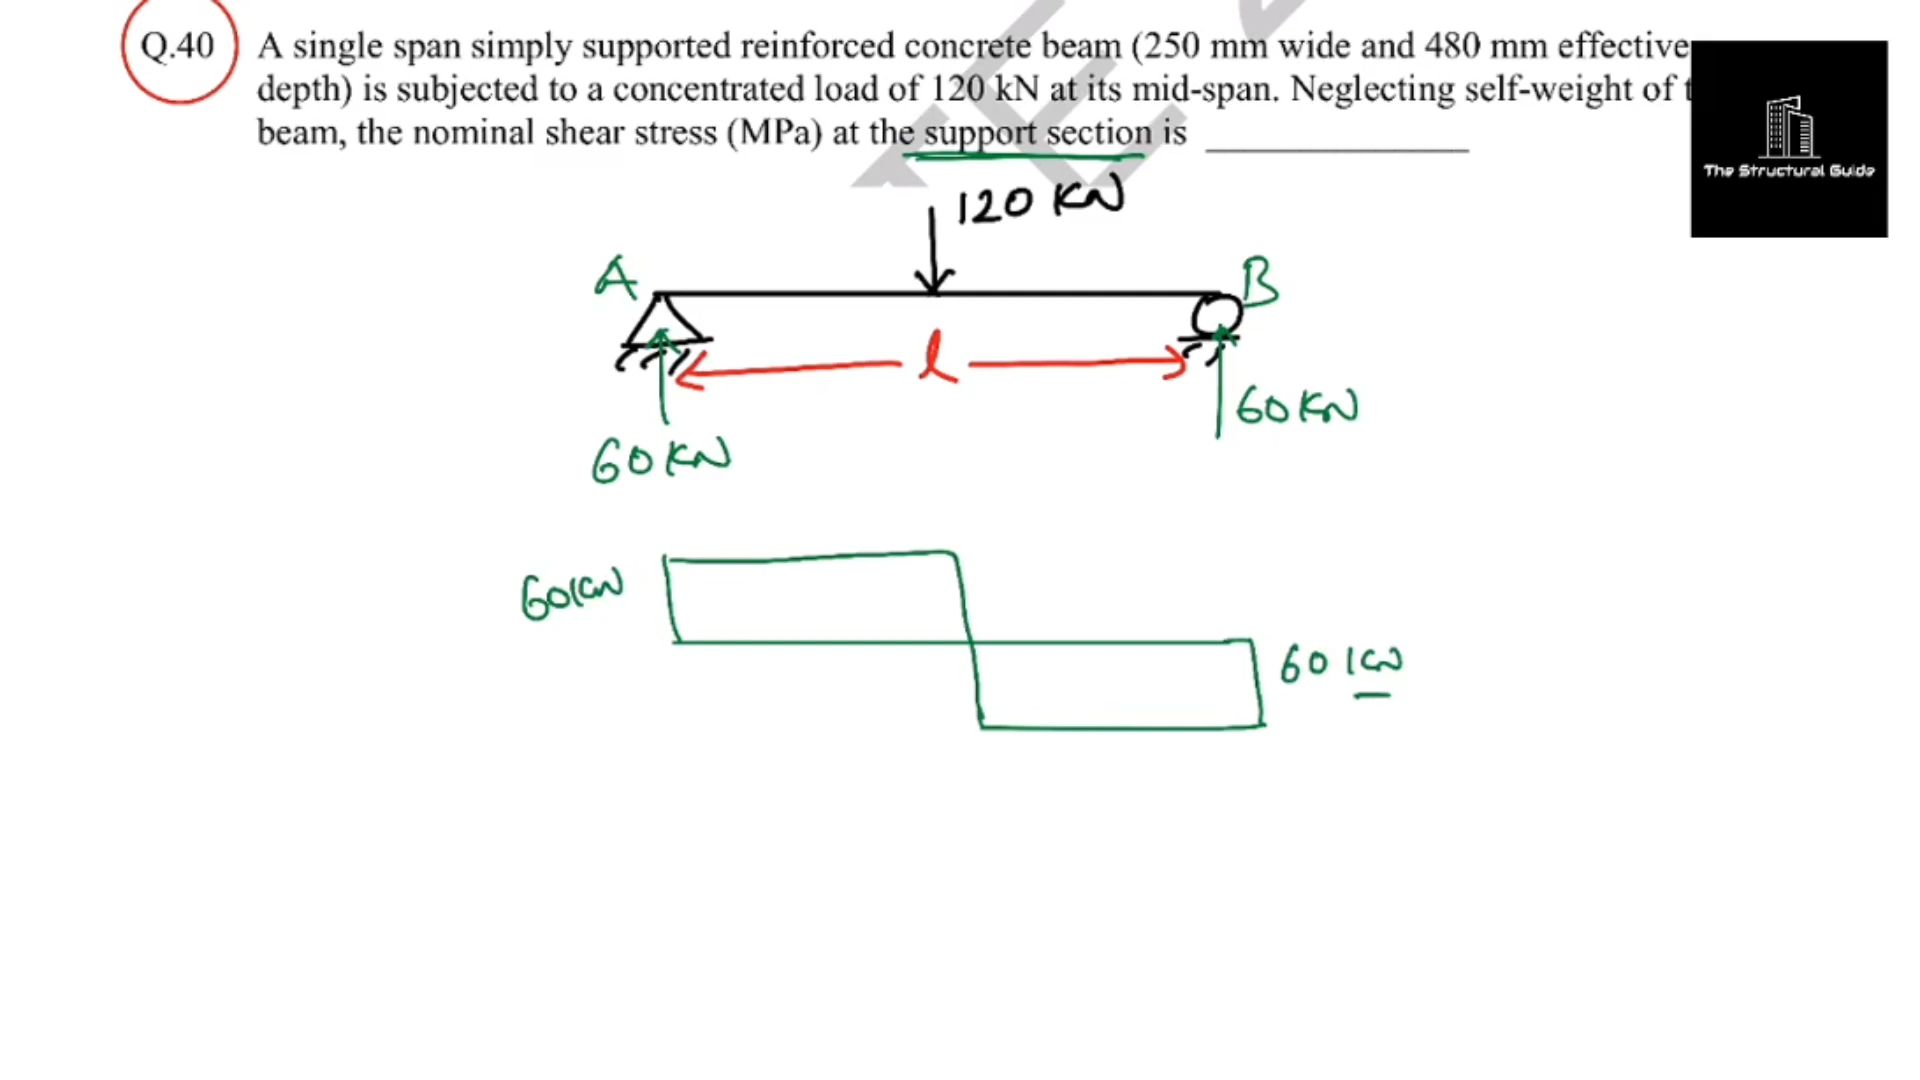 Q.40 A single span simply supported reinforced concrete beam (250 mm wide and 480 mm effective
depth) is subjected to a concentrated load of 120 kN at its mid-span. Neglecting self-weight of t
beam, the nominal shear stress (MPa) at the support section is
The Structural Guide
120 KN
A
B
l
60 KN
60 KN
60 KN
60 KN